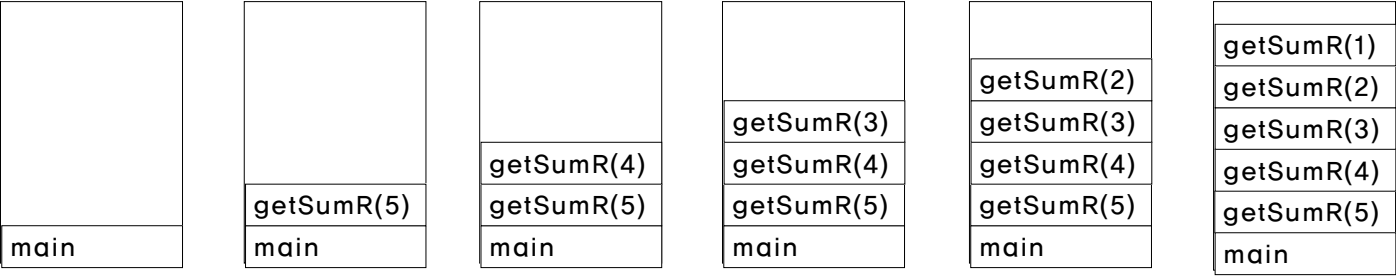 main
getSumR(5)
main
getSumR(4)
getSumR(5)
main
getSumR(3)
getSumR(4)
getSumR(5)
main
getSumR(2)
getSumR(3)
getSumR(4)
getSumR(5)
main
getSumR(1)
getSumR(2)
getSumR(3)
getSumR(4)
getSumR(5)
main